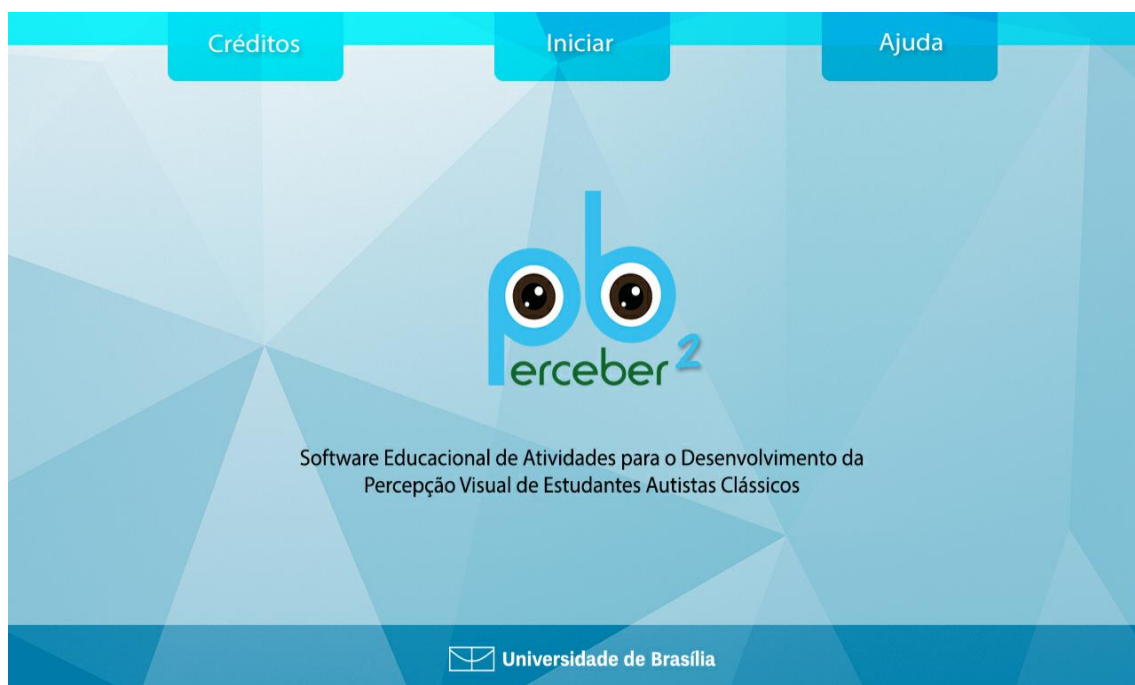 Créditos
Iniciar
Ajuda
pb
erceber 2
Software Educacional de Atividades para o Desenvolvimento da
Percepção Visual de Estudantes Autistas Clássicos
Universidade de Brasília